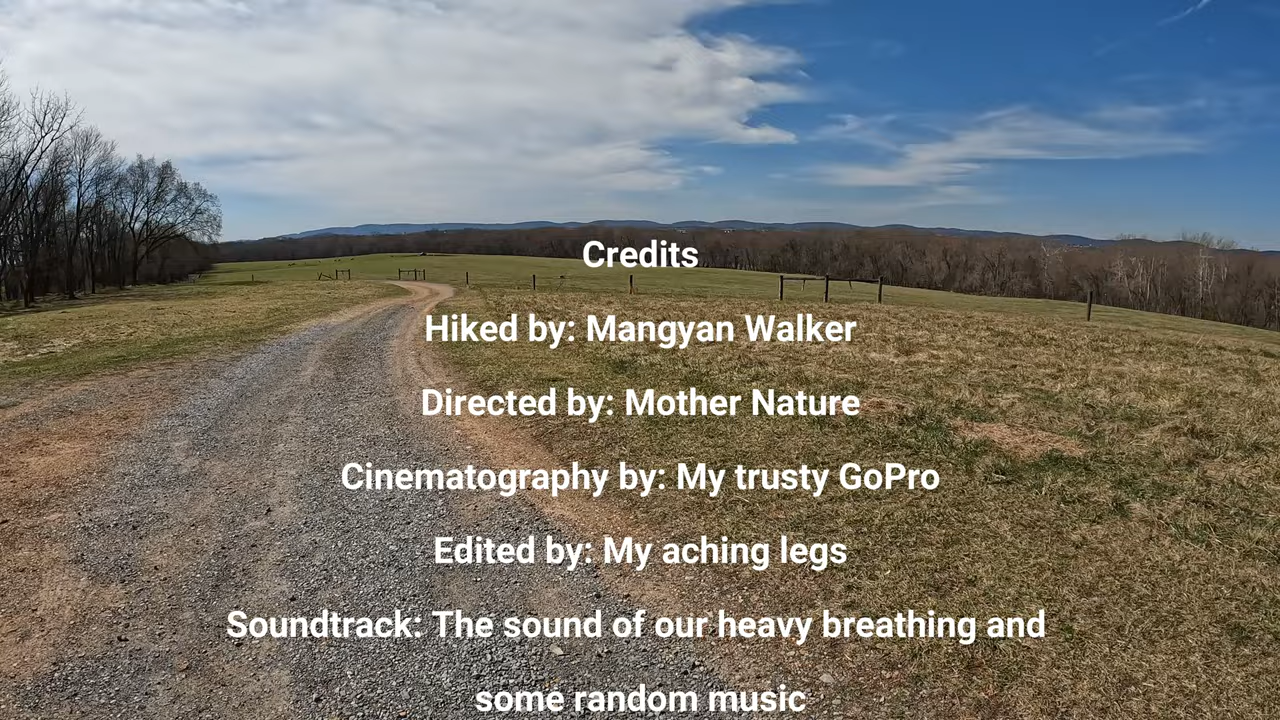 Credits
Hiked by: Mangyan Walker
Directed by: Mother Nature
Cinematography by: My trusty GoPro
Edited by: My aching legs
Soundtrack: The sound of our heavy breathing and
some random music